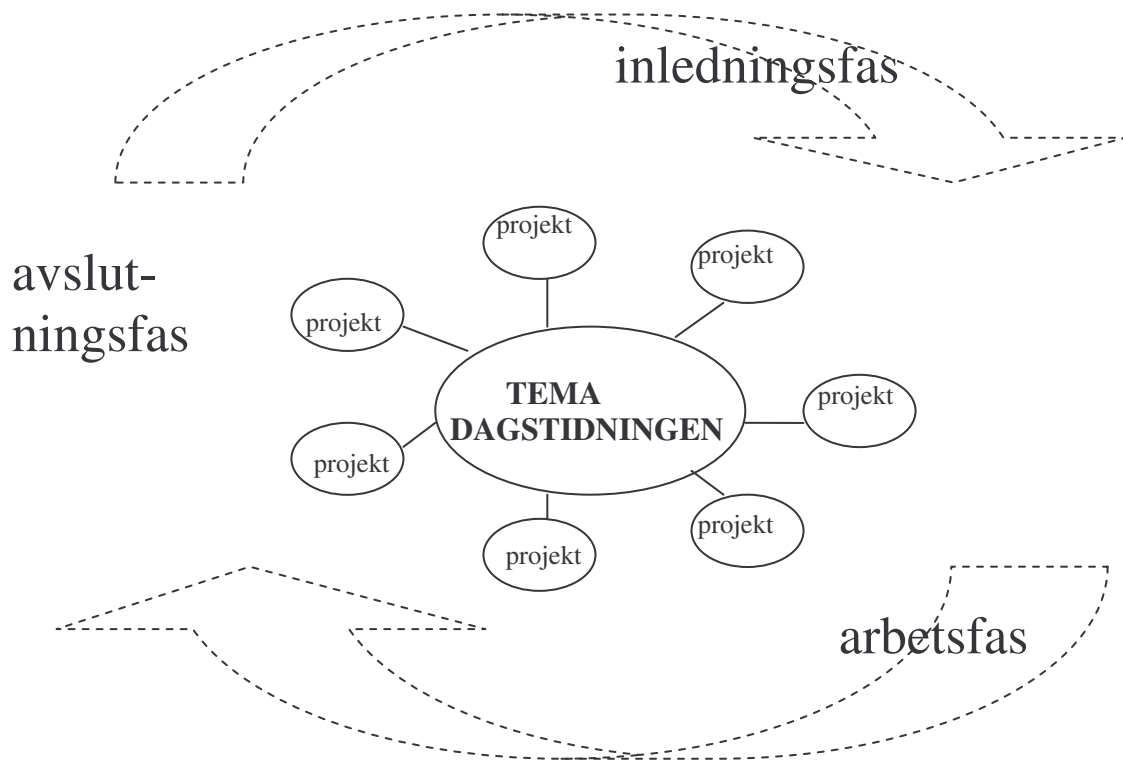 inledningsfas
projekt
projekt
avslut-
ningsfas
projekt
TEMA
DAGSTIDNINGEN
projekt
projekt
projekt
projekt
arbetsfas